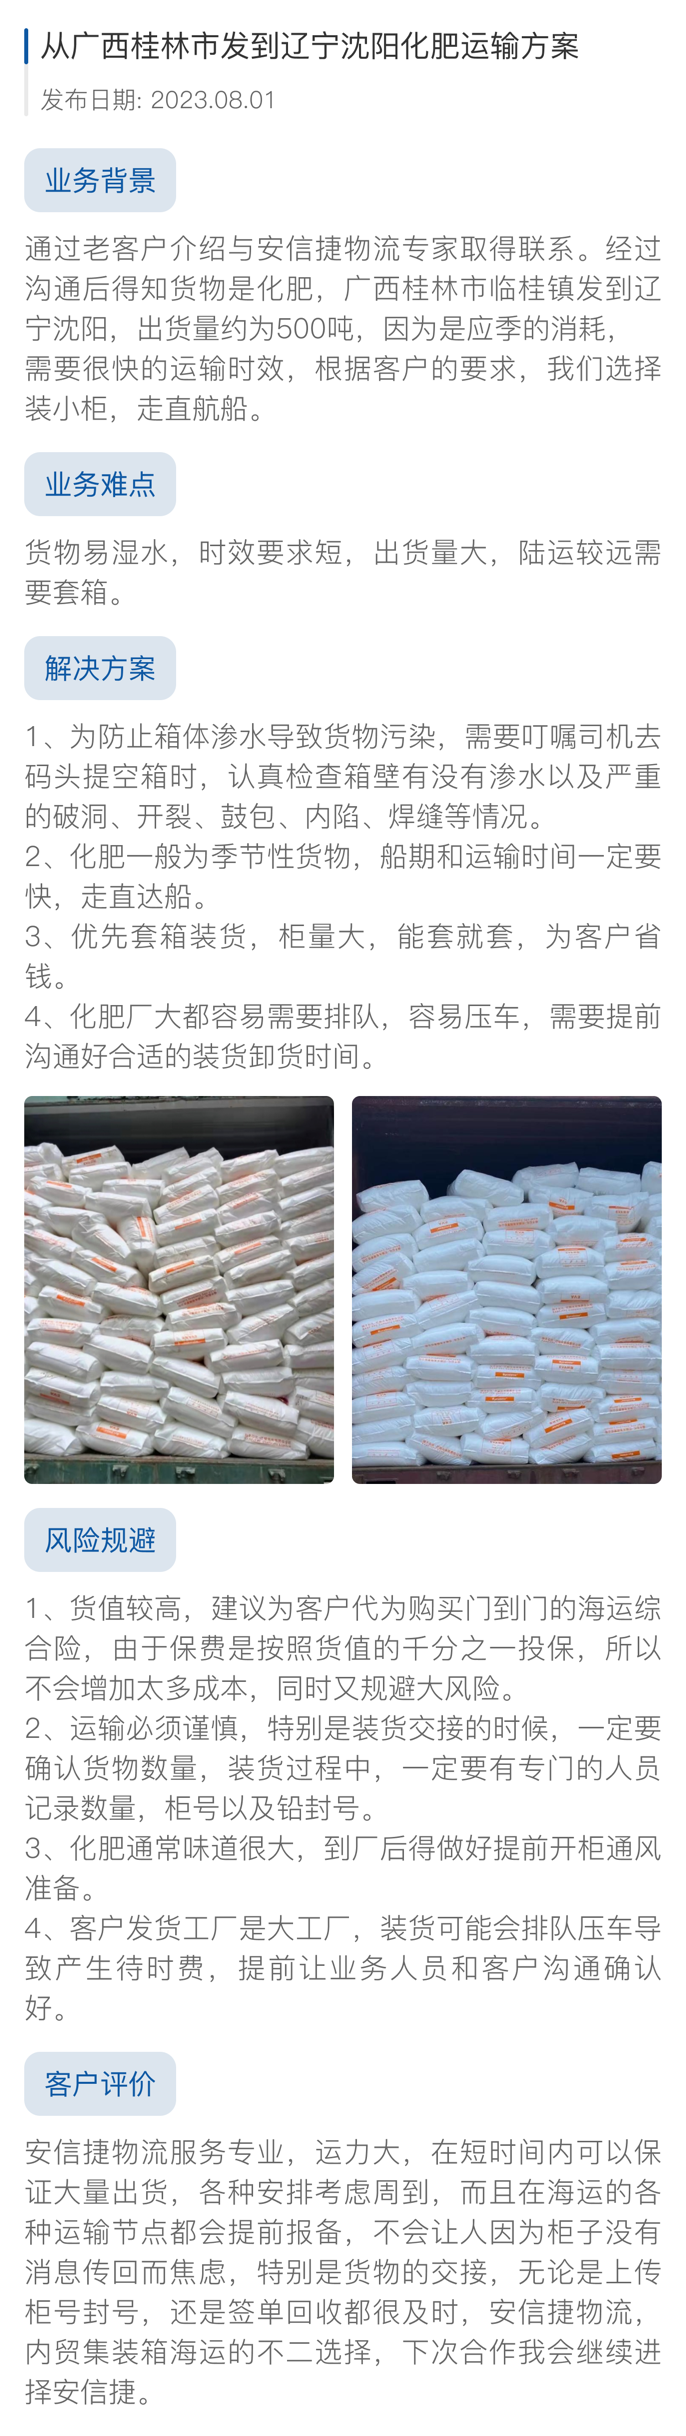 从广西桂林市发到辽宁沈阳化肥运输方案
发布日期: 2023.08.01
业务背景
通过老客户介绍与安信捷物流专家取得联系。经过
沟通后得知货物是化肥，广西桂林市临桂镇发到辽
宁沈阳，出货量约为500吨，因为是应季的消耗，
需要很快的运输时效，根据客户的要求，我们选择
装小柜，走直航船。
业务难点
货物易湿水，时效要求短，出货量大，陆运较远需
要套箱。
解决方案
1、为防止箱体渗水导致货物污染，需要叮嘱司机去
码头提空箱时，认真检查箱壁有没有渗水以及严重
的破洞、开裂、鼓包、内陷、焊缝等情况。
2、化肥一般为季节性货物，船期和运输时间一定要
快，走直达船。
3、优先套箱装货，柜量大，能套就套，为客户省
钱。
4、化肥厂大都容易需要排队，容易压车，需要提前
沟通好合适的装货卸货时间。
风险规避
1、货值较高，建议为客户代为购买门到门的海运综
合险，由于保费是按照货值的千分之一投保，所以
不会增加太多成本，同时又规避大风险。
2、运输必须谨慎，特别是装货交接的时候，一定要
确认货物数量，装货过程中，一定要有专门的人员
记录数量，柜号以及铅封号。
3、化肥通常味道很大，到厂后得做好提前开柜通风
准备。
4、客户发货工厂是大工厂，装货可能会排队压车导
致产生待时费，提前让业务人员和客户沟通确认
好。
客户评价
安信捷物流服务专业，运力大，在短时间内可以保
证大量出货，各种安排考虑周到，而且在海运的各
种运输节点都会提前报备，不会让人因为柜子没有
消息传回而焦虑，特别是货物的交接，无论是上传
柜号封号，还是签单回收都很及时，安信捷物流，
内贸集装箱海运的不二选择，下次合作我会继续进
择安信捷。